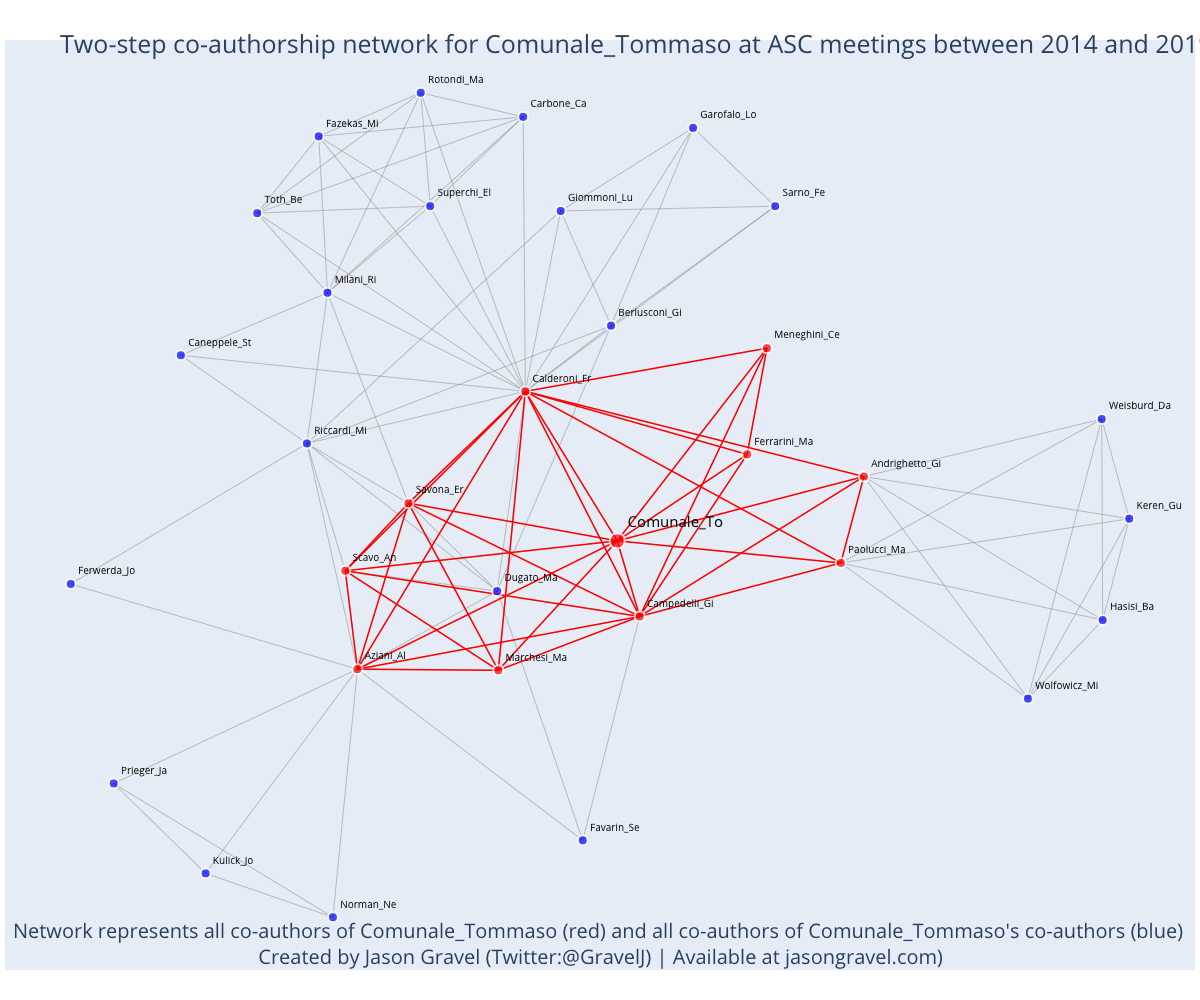 Two-step co-authorship network for Comunale_Tommaso at ASC meetings between 2014 and 201
Rotondi_Ma
Carbone_Ca
Garofalo_Lo
Fazekas_Mi
Superchi_El
Sarno_Fe
Toth_Be
Giommoni_Lu
Milani_Ri
Berlusconi_Gi
Meneghini_Ce
Caneppele_St
Calderoni_Fr
Weisburd_Da
Riccardi_Mi
Ferrarini_Ma
Andrighetto_Gi
Savona_Er
Keren_Gu
Comunale_To
Paolucci_Ma
Scavo_An
Ferwerda_Jo
Dugato_Ma
Campedelli_Gi
Hasisi_Ba
Aziani_Al
Marchesi_Ma
Wolfowicz_Mi
Prieger_Ja
Favarin_Se
Kulick_Jo
Norman_Ne
Network represents all co-authors of Comunale_Tommaso (red) and all co-authors of Comunale_Tommaso's co-authors (blue)
Created by Jason Gravel (Twitter:@GravelJ) | Available at jasongravel.com)